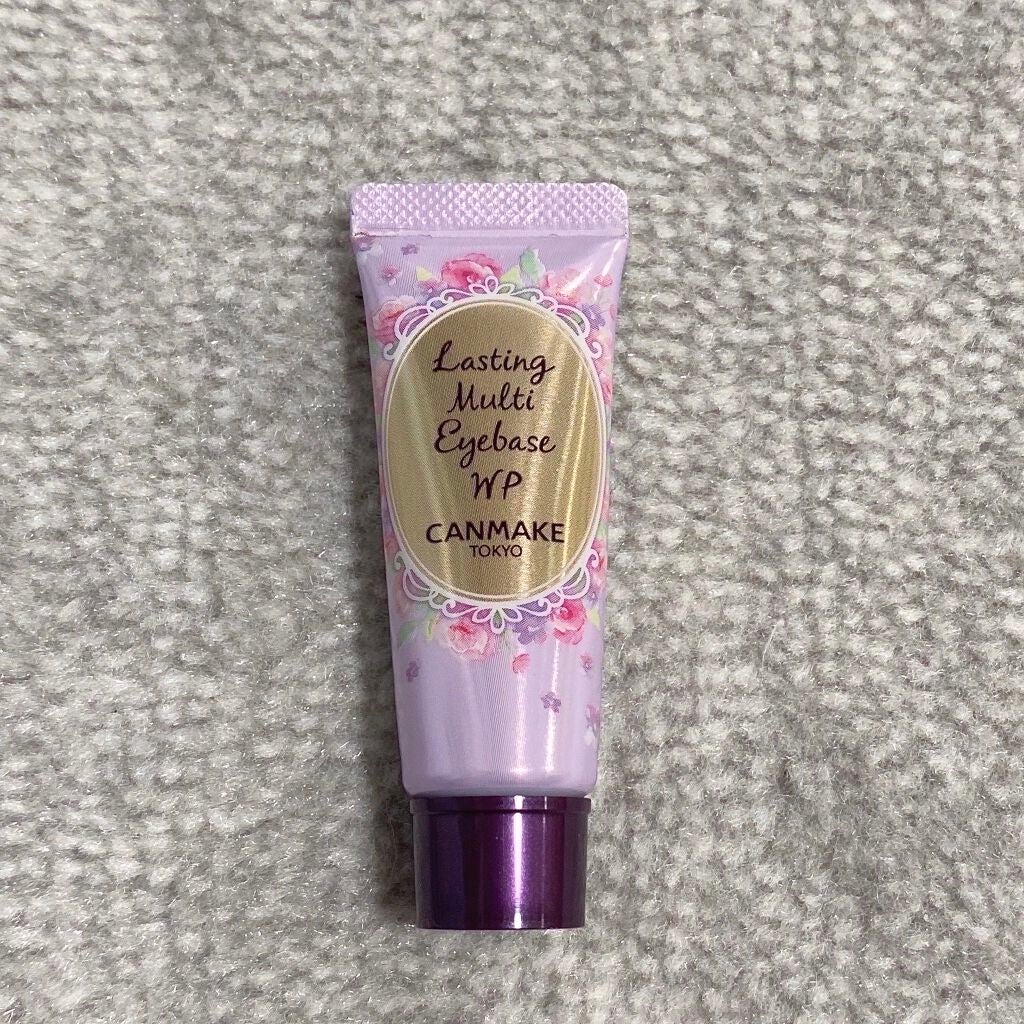 Lasting
Multi
Eyebase
WP
CANMAKE
TOKYO